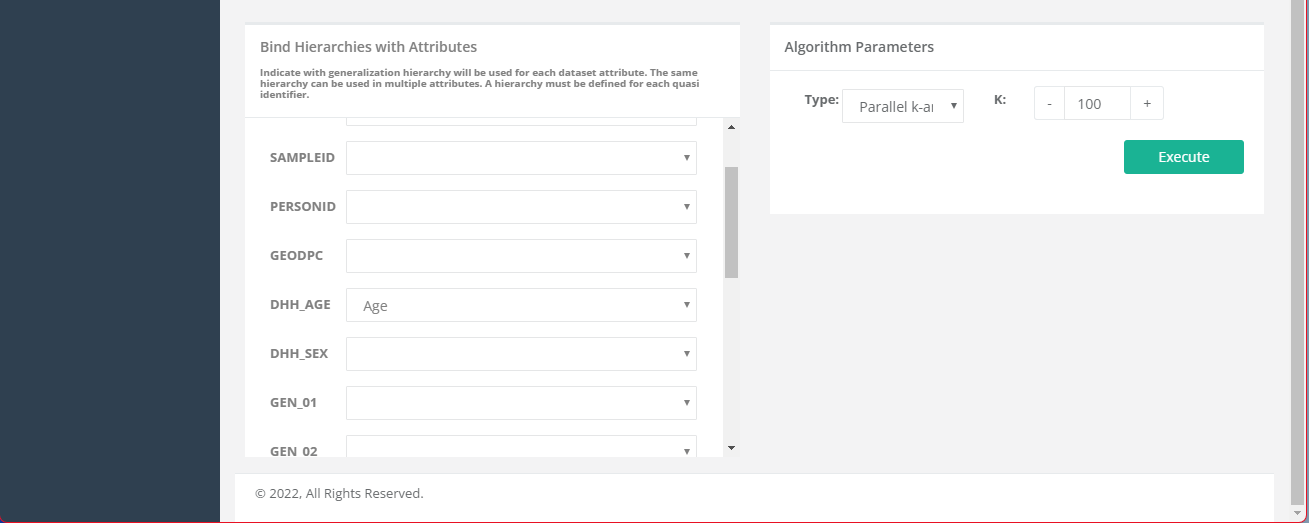 Bind Hierarchies with Attributes
Indicate with generalization hierarchy will be used for each dataset attribute. The same
hierarchy can be used in multiple attributes. A hierarchy must be defined for each quasi
identifier.
SAMPLEID
PERSONID
GEODPC
DHH_AGE Age
DHH_SEX
GEN_01
GEN_02
Algorithm Parameters
Type: Parallel k-ai K: - 100 +
Execute
© 2022, All Rights Reserved.